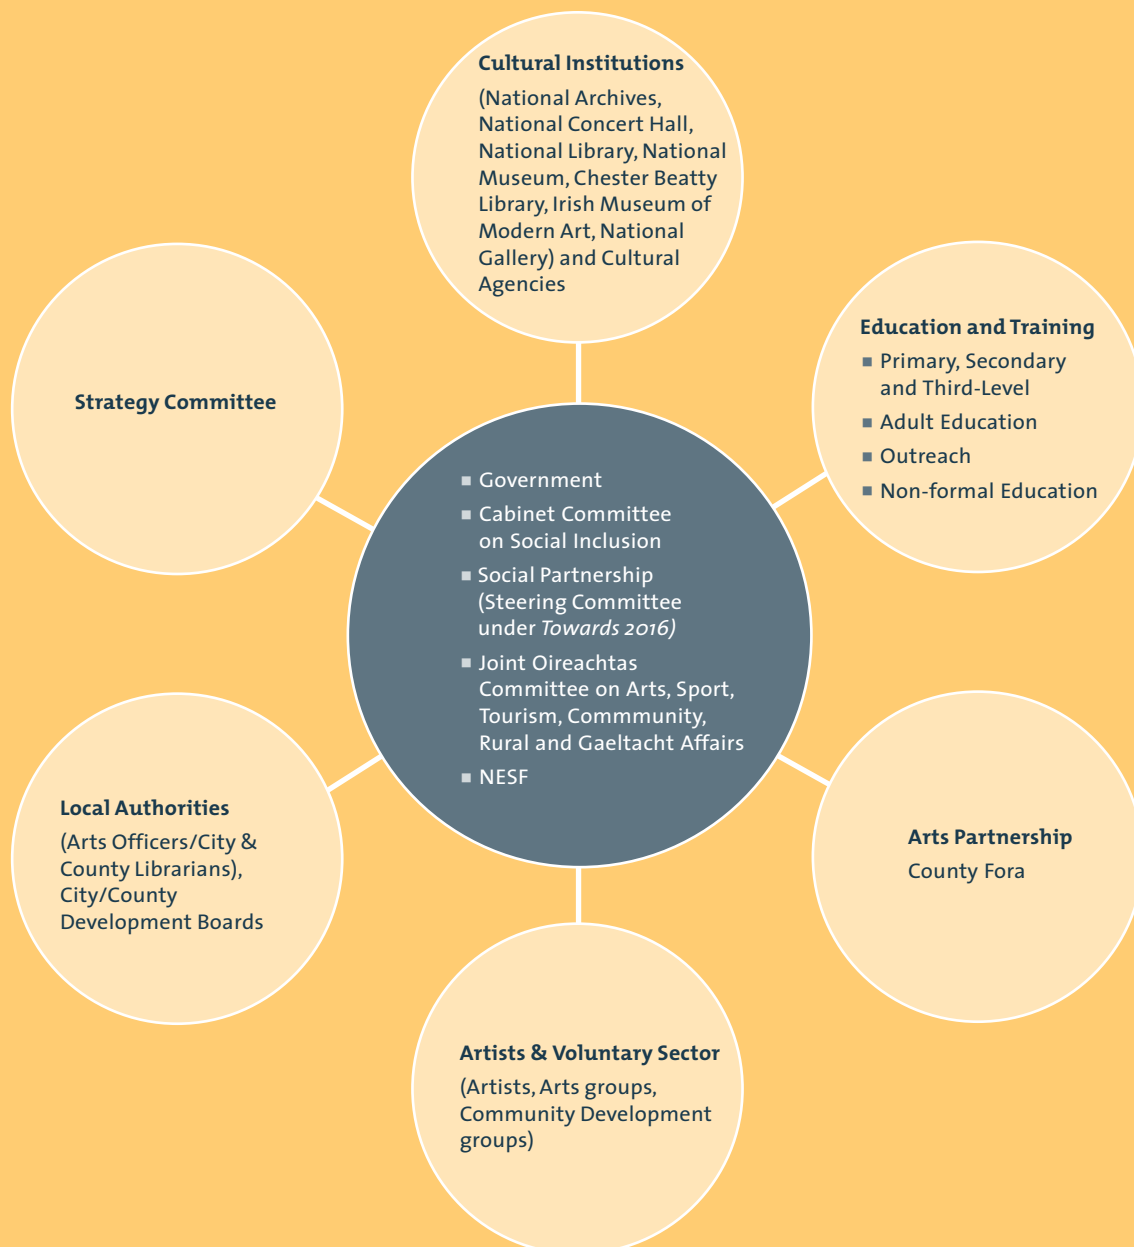 Cultural Institutions
(National Archives,
National Concert Hall,
National Library, National
Museum, Chester Beatty
Library, Irish Museum of
Modern Art, National
Gallery) and Cultural
Agencies
Education and Training
■ Primary, Secondary
and Third-Level
■ Adult Education
■ Outreach
■ Non-formal Education
Strategy Committee
■ Government
■ Cabinet Committee
on Social Inclusion
■ Social Partnership
(Steering Committee
under Towards 2016)
■ Joint Oireachtas
Committee on Arts, Sport,
Tourism, Commmunity,
Rural and Gaeltacht Affairs
■ NESF
Local Authorities
(Arts Officers/City &
County Librarians),
City/County
Development Boards
Arts Partnership
County Fora
Artists & Voluntary Sector
(Artists, Arts groups,
Community Development
groups)